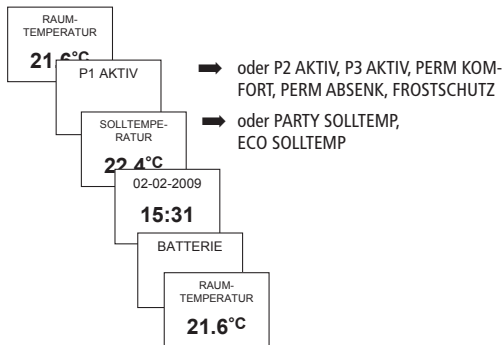 RAUM-
TEMPERATUR
21.6°C
P1 AKTIV
oder P2 AKTIV, P3 AKTIV, PERM KOM-
FORT, PERM ABSENK, FROSTSCHUTZ
SOLLTEMPE-
RATUR
22.4°C
oder PARTY SOLLTEMP,
ECO SOLLTEMP
02-02-2009
15:31
BATTERIE
RAUM-
TEMPERATUR
21.6°C